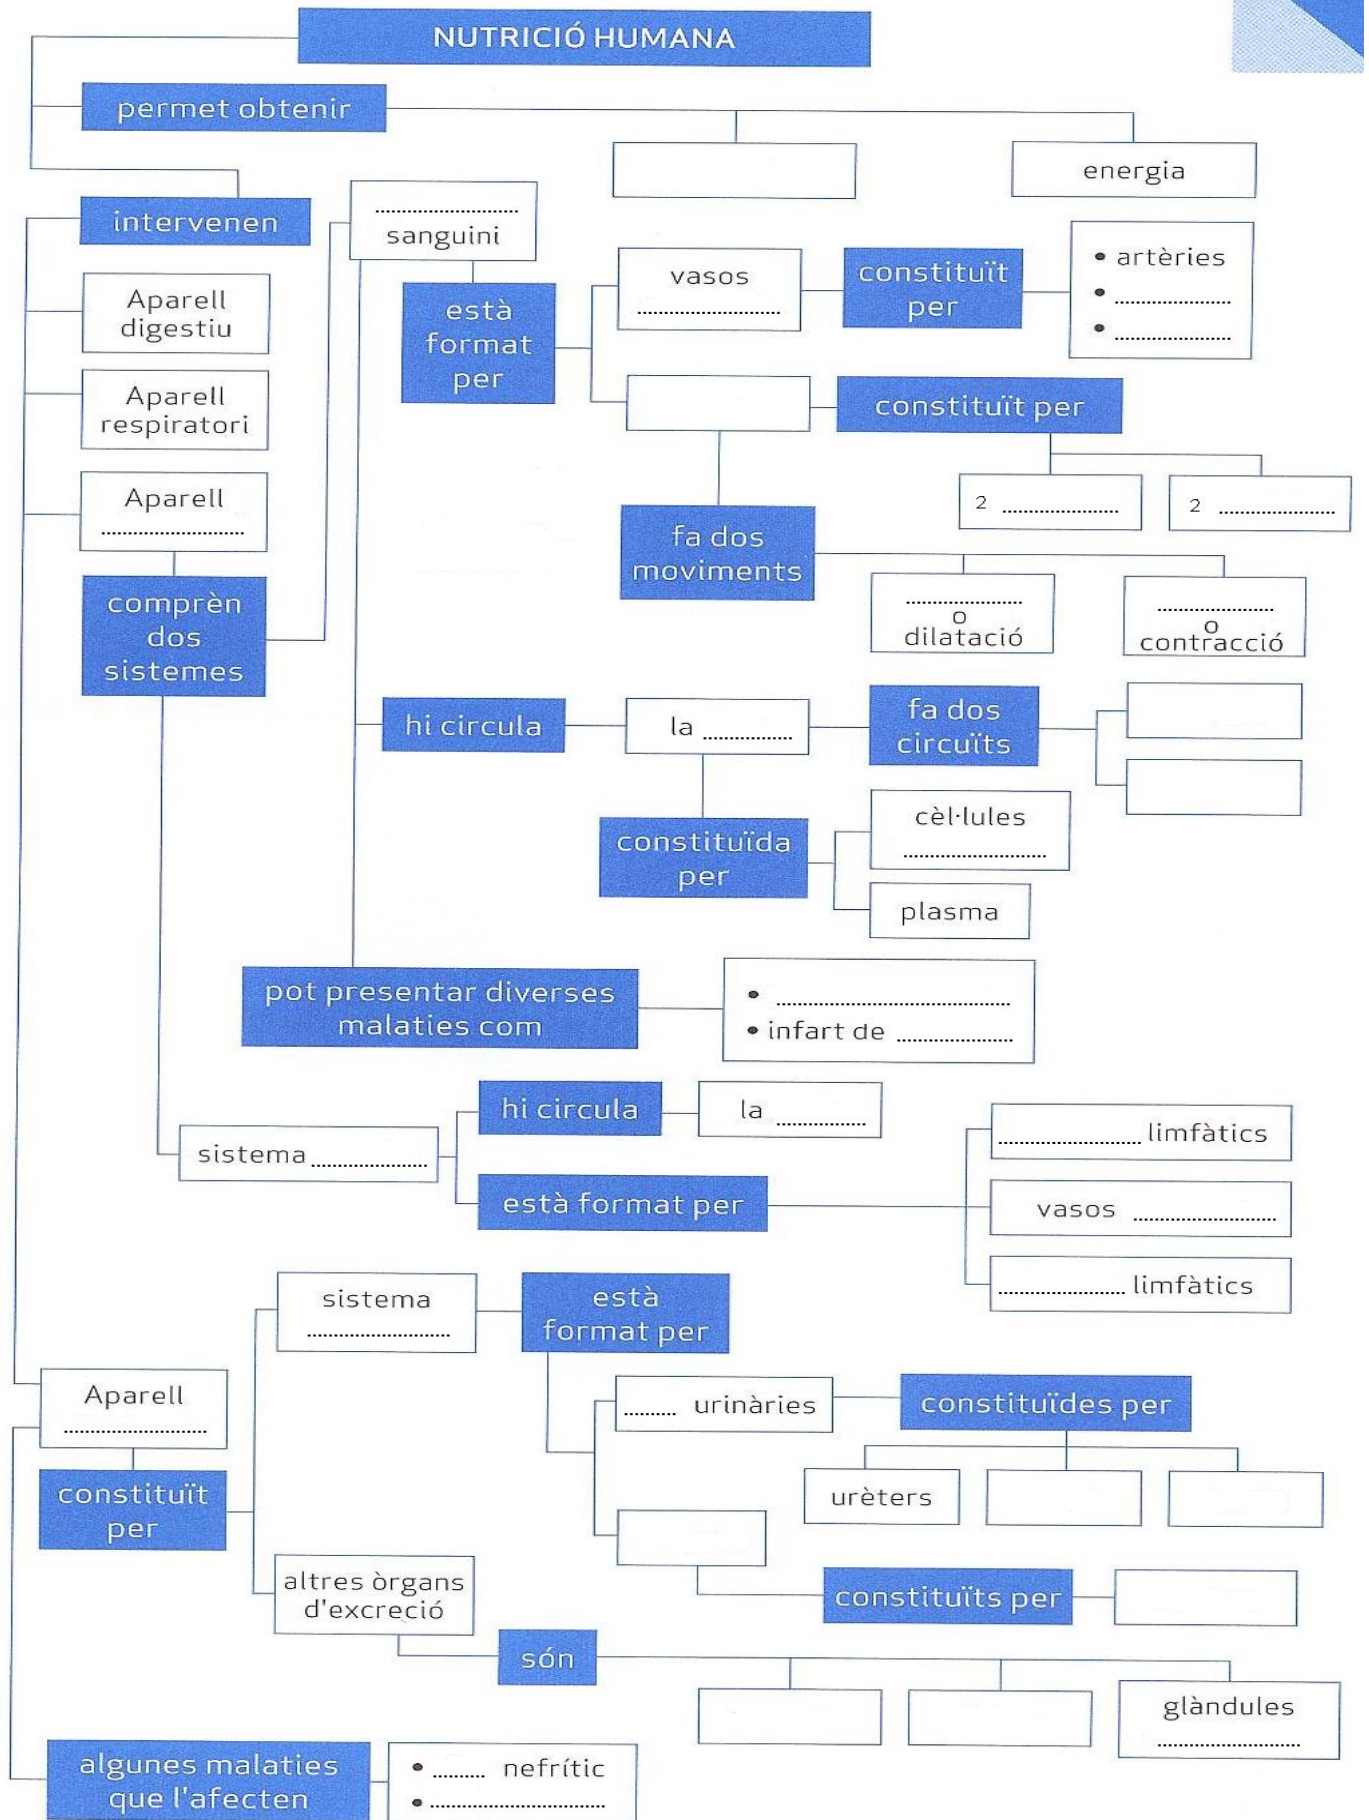 NUTRICIÓ HUMANA
permet obtenir
energia
intervenen
...................
sanguini
Aparell
digestiu
Aparell
respiratori
Aparell
...................
comprèn
dos
sistemes
està
format
per
vasos
...................
constituït
per
• artèries
• ................
• ................
constituït per
2 ................
2 ................
fa dos
moviments
................
o
dilatació
................
o
contracció
hi circula
la ............
fa dos
circuïts
constituïda
per
cèl·lules
...................
plasma
pot presentar diverses
malaties com
• ...............................
• infart de ................
sistema ................
hi circula
la ............
està format per
................... limfàtics
vasos ...................
................. limfàtics
sistema
...................
està
format per
Aparell
...................
constituït
per
....... urinàries
constituïdes per
urèters
constituïts per
altres òrgans
d'excreció
són
glàndules
...................
algunes malaties
que l'afecten
• ....... nefrític
• .......................